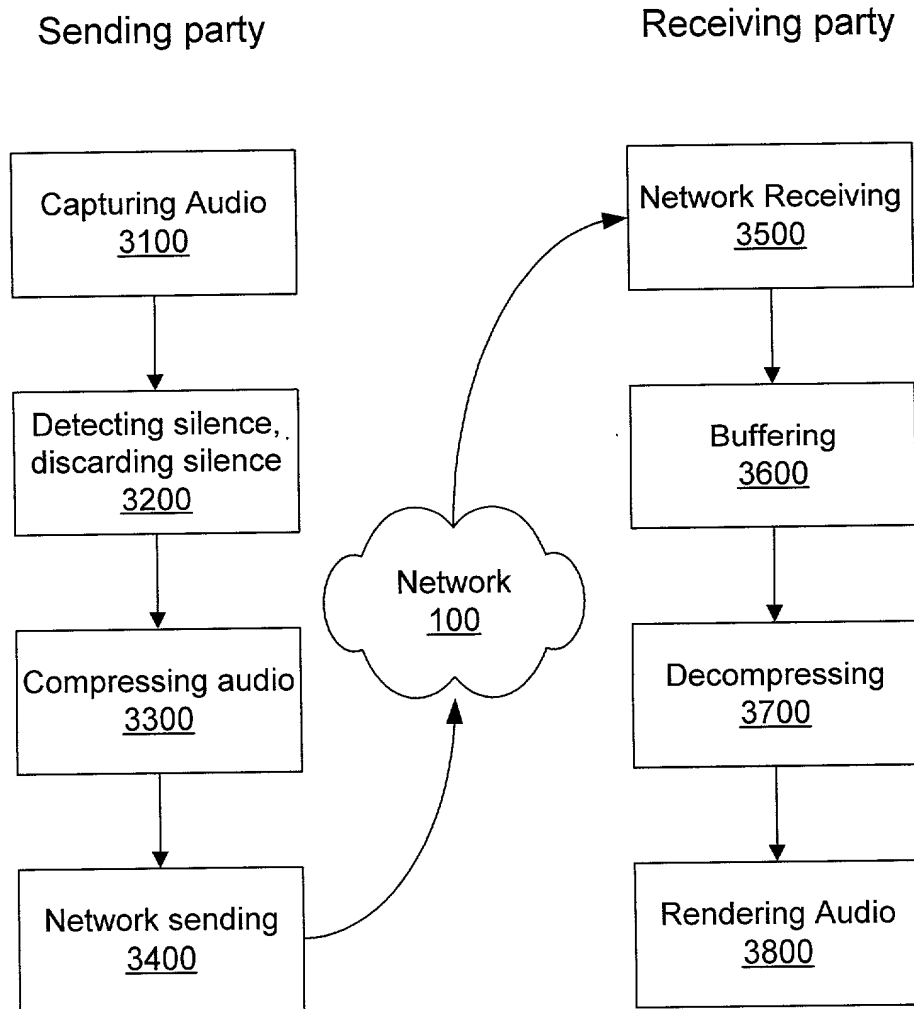 Sending party
Receiving party
Capturing Audio
3100
Detecting silence,
discarding silence
3200
Compressing audio
3300
Network sending
3400
Network
100
Network Receiving
3500
Buffering
3600
Decompressing
3700
Rendering Audio
3800